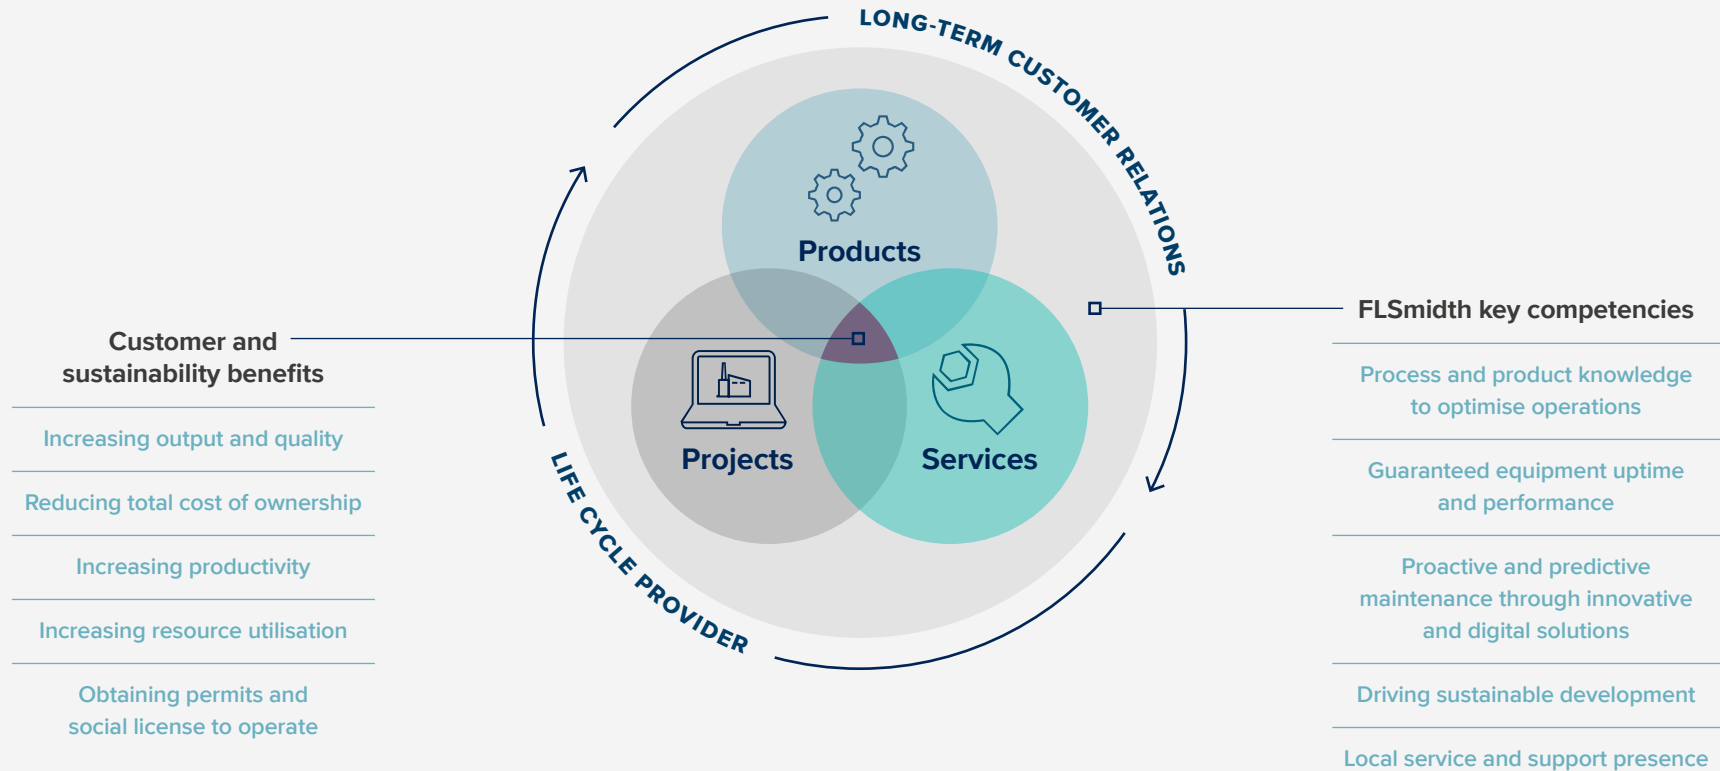 LONG-TERM CUSTOMER RELATIONS
Products
Projects
Services
LIFE CYCLE PROVIDER
Customer and
sustainability benefits
Increasing output and quality
Reducing total cost of ownership
Increasing productivity
Increasing resource utilisation
Obtaining permits and
social license to operate
FLSmidth key competencies
Process and product knowledge
to optimise operations
Guaranteed equipment uptime
and performance
Proactive and predictive
maintenance through innovative
and digital solutions
Driving sustainable development
Local service and support presence